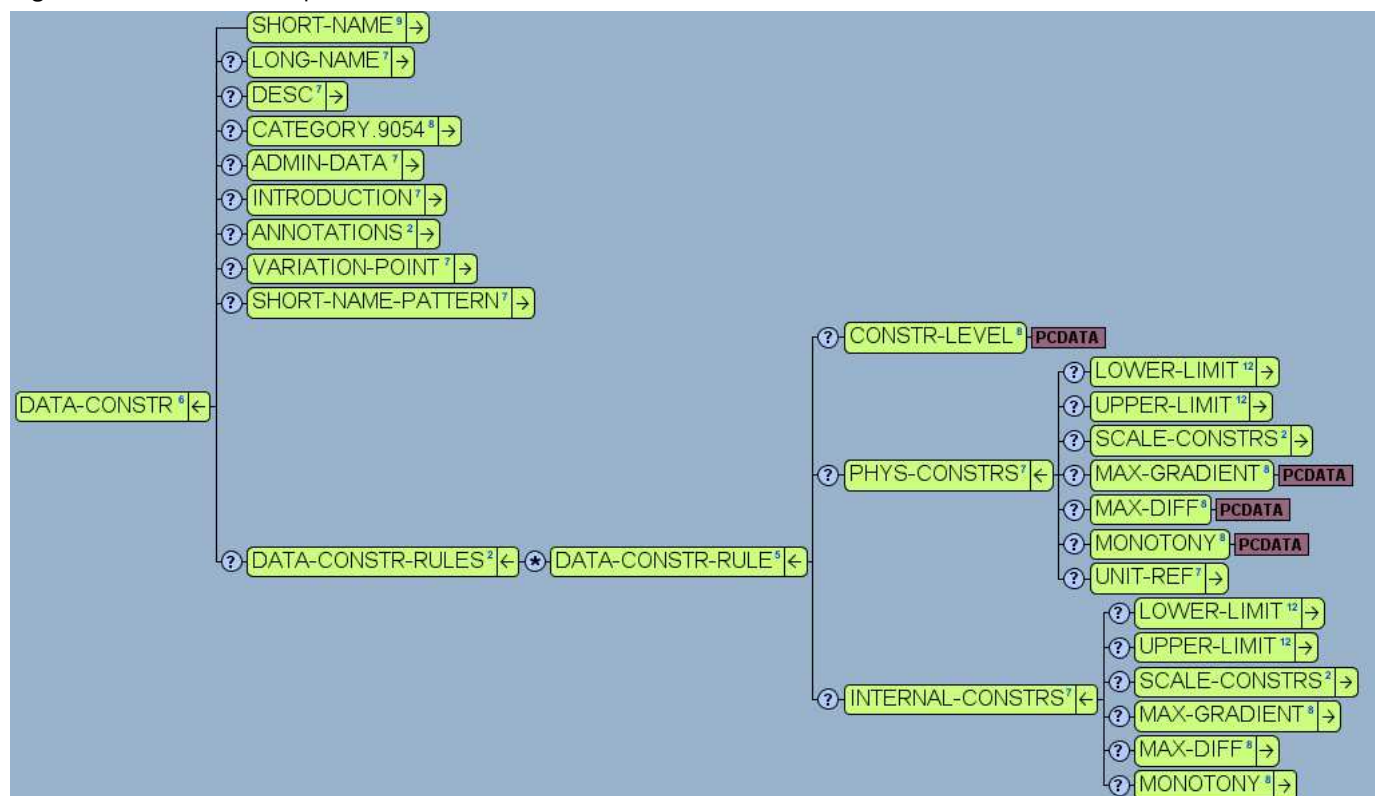 SHORT-NAME 9
? LONG-NAME 7
? DESC 7
? CATEGORY.9054 8
? ADMIN-DATA 7
? INTRODUCTION 7
? ANNOTATIONS 2
? VARIATION-POINT 7
? SHORT-NAME-PATTERN 7
? CONSTR-LEVEL 8 PCDATA
? LOWER-LIMIT 12
DATA-CONSTR 6
? UPPER-LIMIT 12
? SCALE-CONSTRS 2
? PHYS-CONSTRS 7 ? MAX-GRADIENT 8 PCDATA
? MAX-DIFF 8 PCDATA
? MONOTONY 8 PCDATA
? DATA-CONSTR-RULES 2 * DATA-CONSTR-RULE 5
? UNIT-REF 7
? LOWER-LIMIT 12
? UPPER-LIMIT 12
? SCALE-CONSTRS 2
? INTERNAL-CONSTRS 7
? MAX-GRADIENT 8
? MAX-DIFF 8
? MONOTONY 8